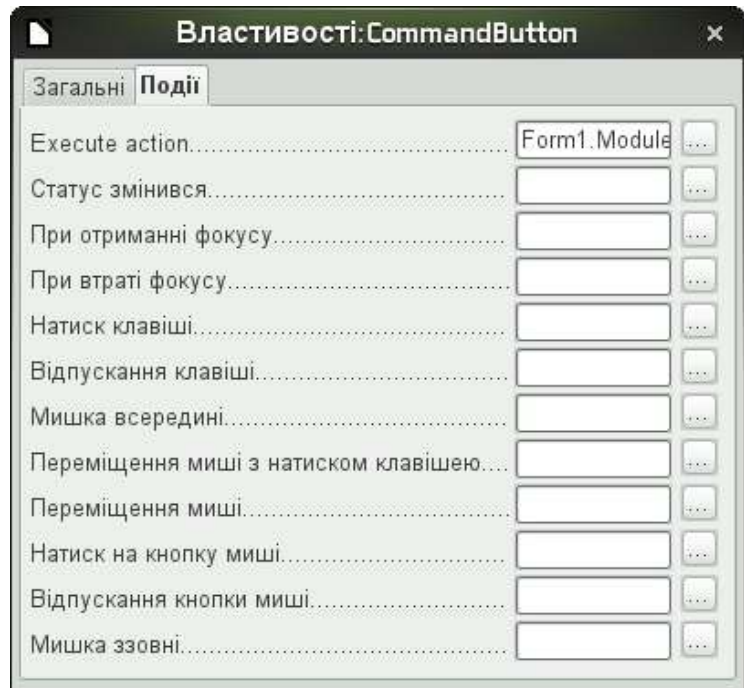 Властивості:CommandButton ×
Загальні Події
Execute action.......................................... Form1.Module ...
Статус змінився....................................... ...
При отриманні фокусу............................. ...
При втраті фокусу................................... ...
Натиск клавіші........................................ ...
Відпускання клавіші................................ ...
Мишка всередині.................................... ...
Переміщення миші з натиском клавішею.... ...
Переміщення миші.................................. ...
Натиск на кнопку миші............................. ...
Відпускання кнопки миші......................... ...
Мишка ззовні.......................................... ...